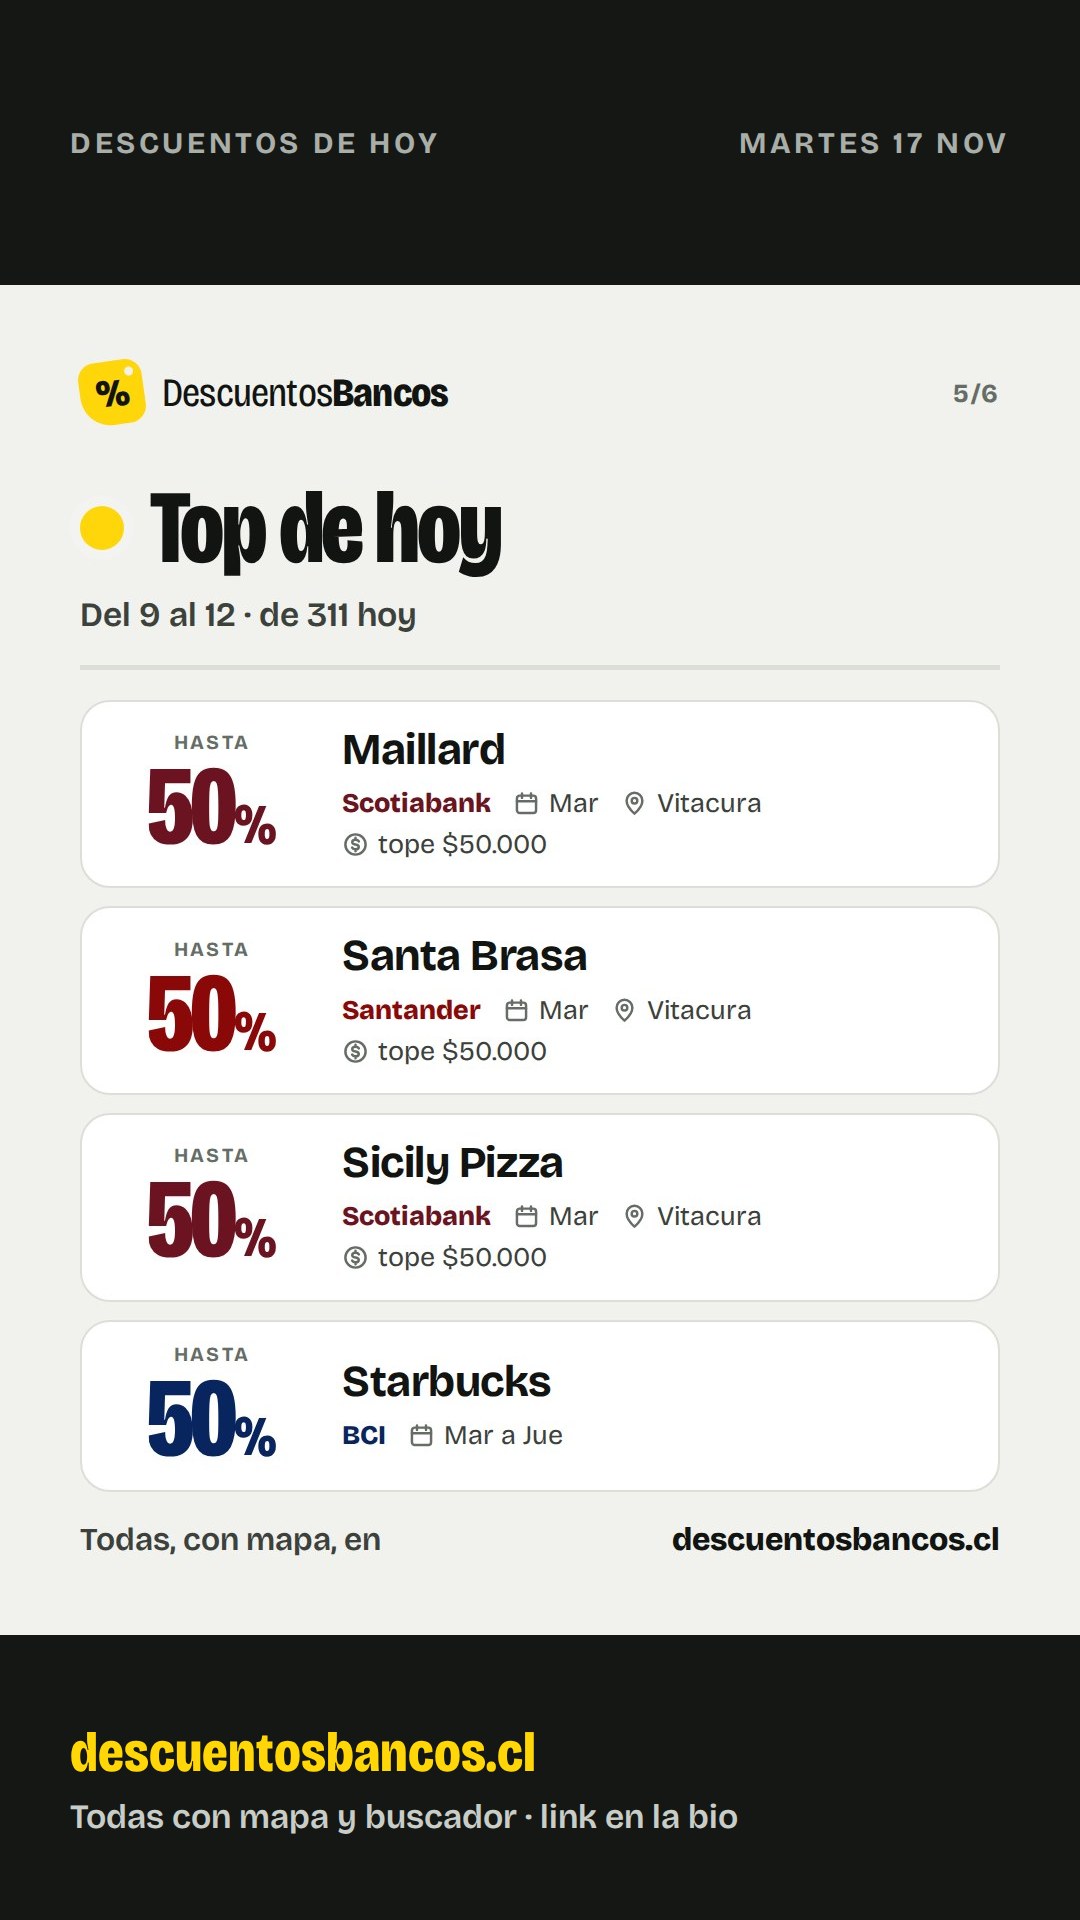 DESCUENTOS DE HOY
MARTES 17 NOV
% DescuentosBancos
5/6
Top de hoy
Del 9 al 12 · de 311 hoy
HASTA
50%
Maillard
Scotiabank Mar Vitacura
tope $50.000
HASTA
50%
Santa Brasa
Santander Mar Vitacura
tope $50.000
HASTA
50%
Sicily Pizza
Scotiabank Mar Vitacura
tope $50.000
HASTA
50%
Starbucks
BCI Mar a Jue
Todas, con mapa, en
descuentosbancos.cl
descuentosbancos.cl
Todas con mapa y buscador · link en la bio